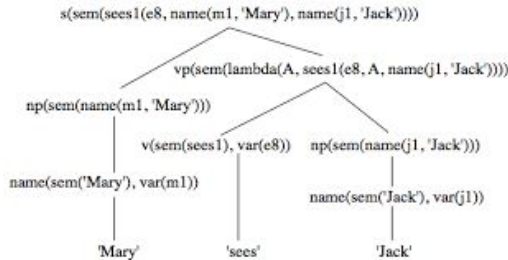 s(sem(sees1(e8, name(m1, 'Mary'), name(j1, 'Jack'))))
vp(sem(lambda(A, sees1(e8, A, name(j1, 'Jack'))))
np(sem(name(m1, 'Mary')))
v(sem(sees1), var(e8)) np(sem(name(j1, 'Jack')))
name(sem('Mary'), var(m1))
name(sem('Jack'), var(j1))
'Mary' 'sees' 'Jack'